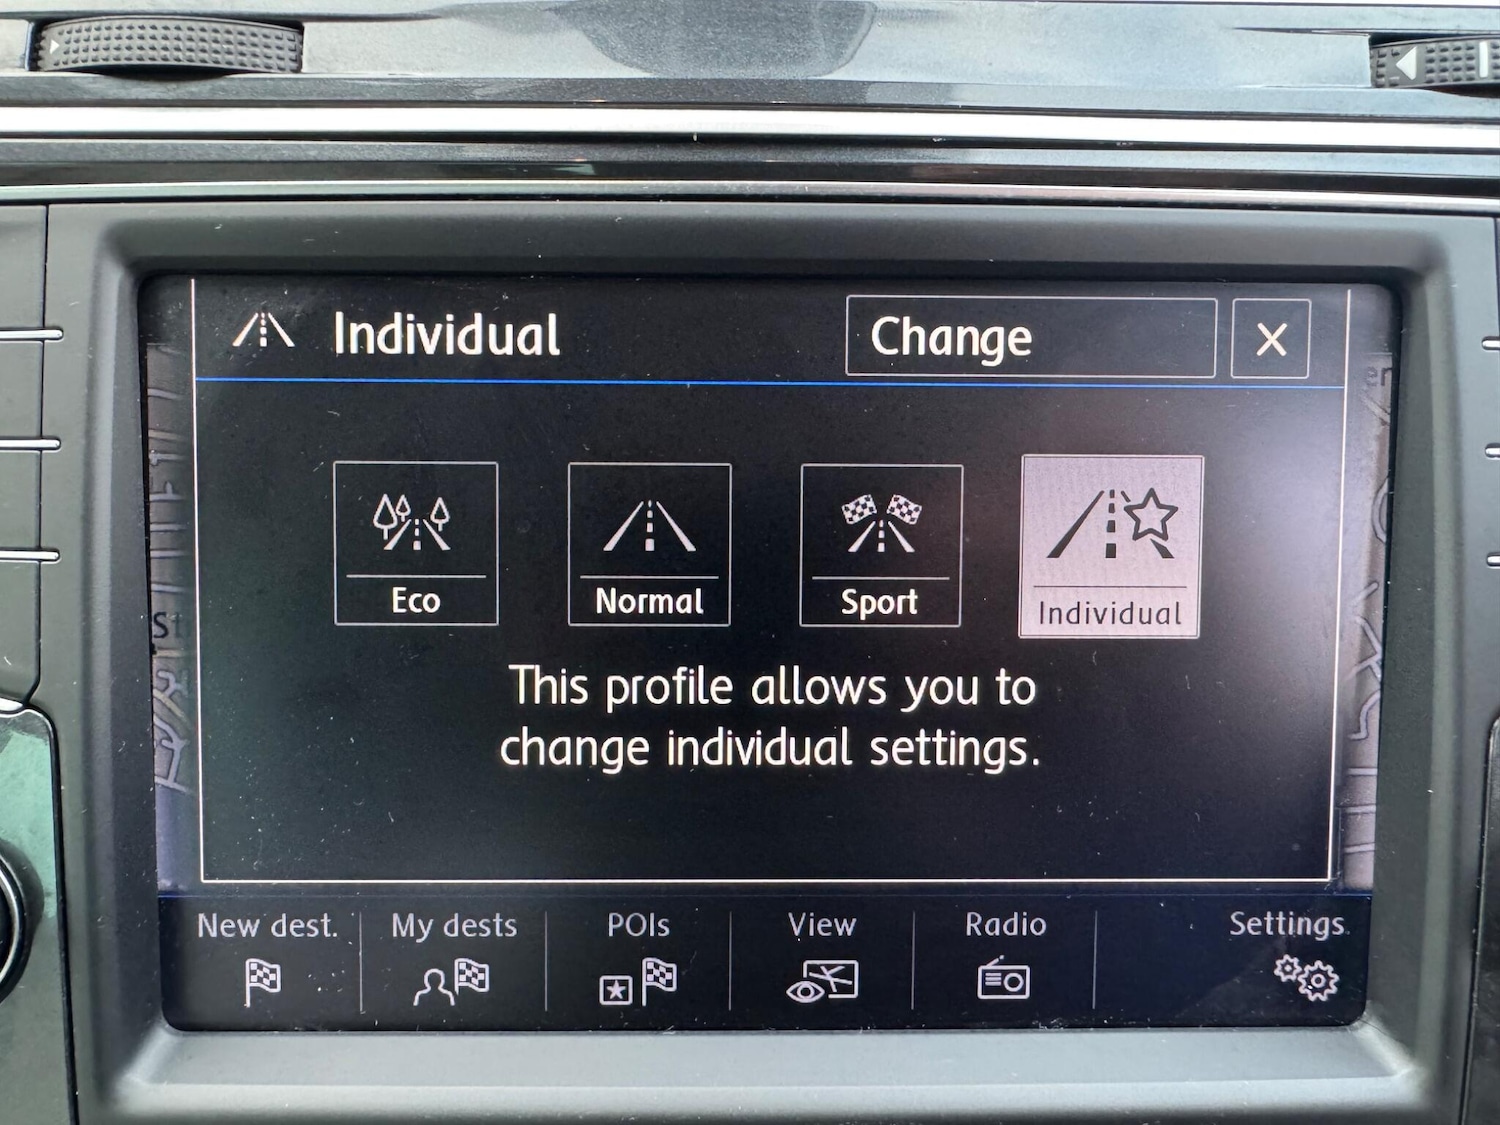 Individual
Change
X
Eco
Normal
Sport
Individual
This profile allows you to
change individual settings.
New dest.
My dests
POIs
View
Radio
Settings